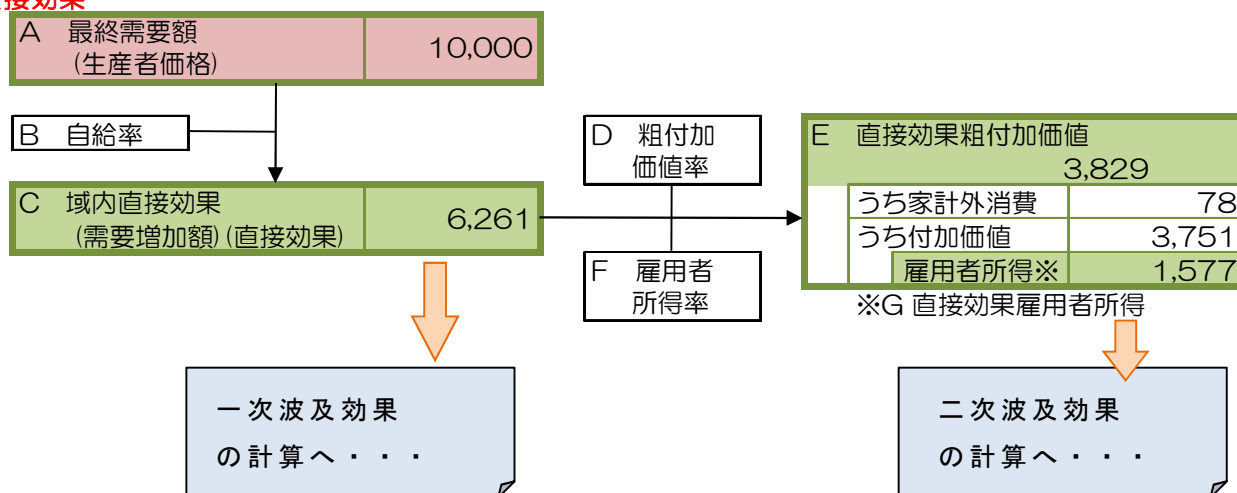 接効果
A 最終需要額
(生産者価格)
10,000
B 自給率
C 域内直接効果
(需要増加額)(直接効果)
6,261
D 粗付加
価値率
F 雇用者
所得率
E 直接効果粗付加価値
3,829
うち家計外消費 78
うち付加価値 3,751
雇用者所得※ 1,577
※G 直接効果雇用者所得
一次波及効果
の計算へ・・・
二次波及効果
の計算へ・・・